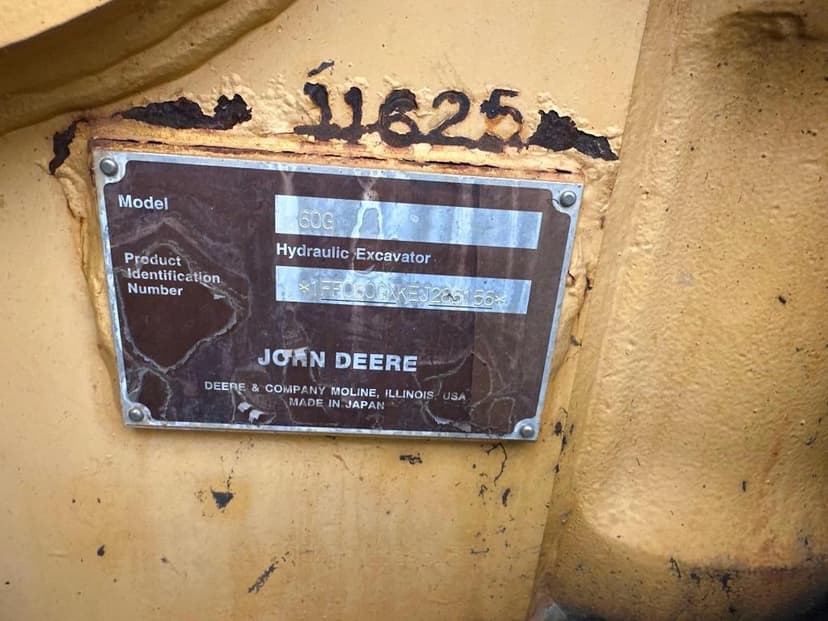 11625
Model
60G
Hydraulic Excavator
Product
Identification
Number
JOHN DEERE
DEERE & COMPANY MOLINE, ILLINOIS, USA
MADE IN JAPAN